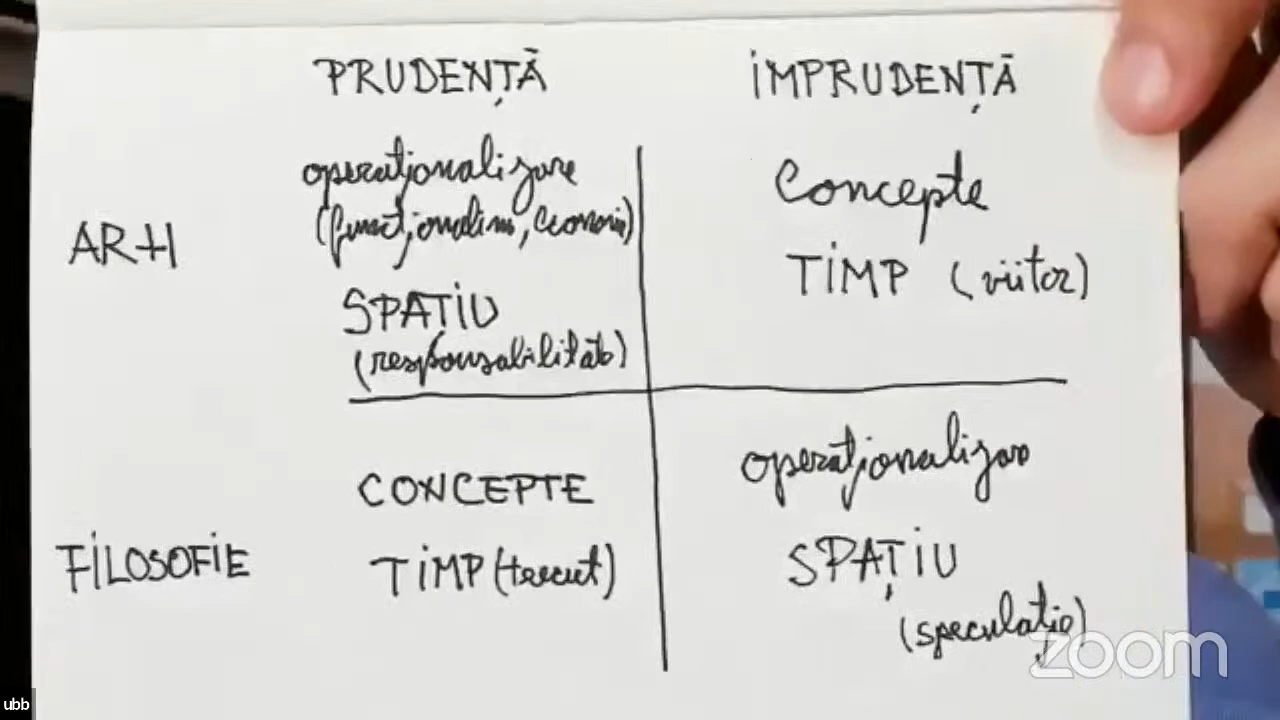 PRUDENȚĂ
IMPRUDENȚĂ
ARH
operaționalizare
(funcționalism, economie)
SPAȚIU
(responsabilitate)
Concepte
TIMP (viitor)
FILOSOFIE
CONCEPTE
TIMP (trecut)
operaționalizare
SPAȚIU
(speculație)
zoom
ubb